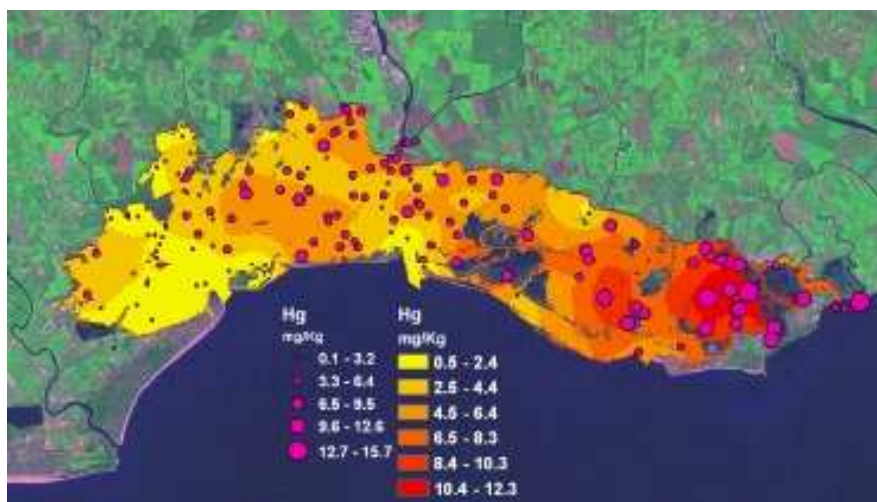 Hg
mg/Kg
0.1 - 3.2
3.3 - 6.4
6.5 - 9.5
9.6 - 12.6
12.7 - 15.7
Hg
mg/Kg
0.5 - 2.4
2.5 - 4.4
4.5 - 6.4
6.5 - 8.3
8.4 - 10.3
10.4 - 12.3